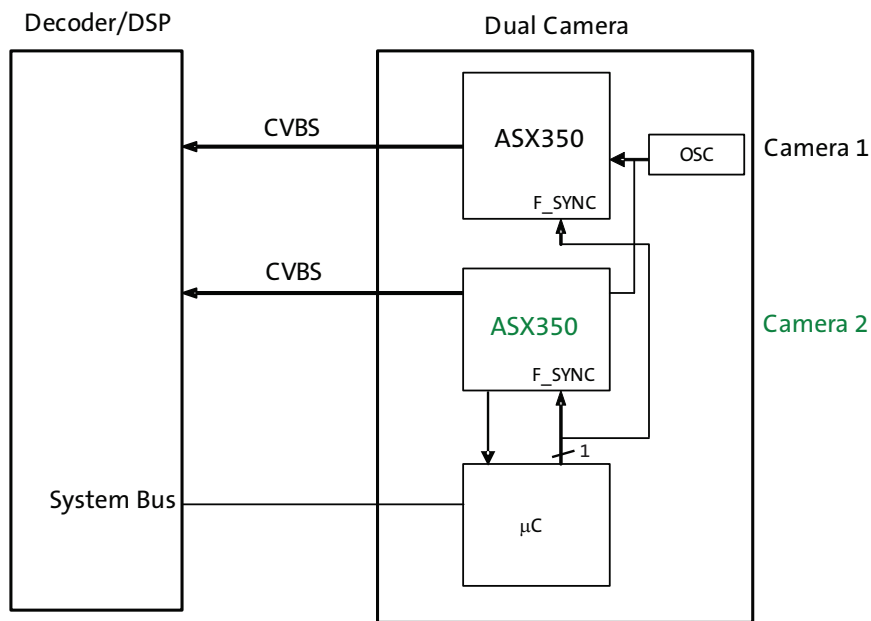 Decoder/DSP
Dual Camera
CVBS
ASX350
OSC
Camera 1
F_SYNC
CVBS
ASX350
Camera 2
F_SYNC
1
System Bus
μC